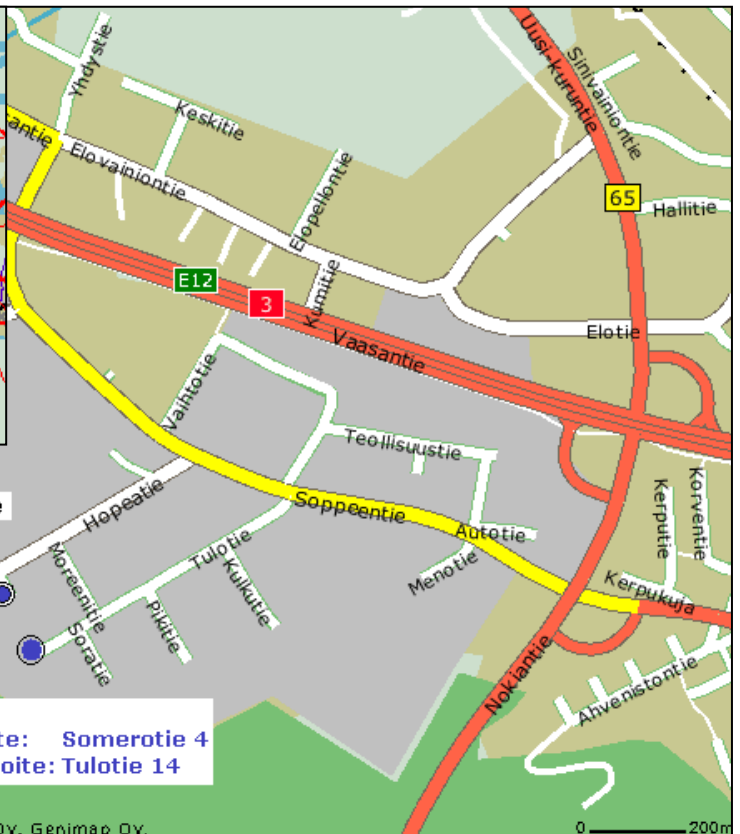 Uusi-kuruntie
Sinivainiontie
Yhdystie
Keskitie
antie
Elovainiontie
Elopellontie
65
Hallitie
E12
3
Kumitie
Vaasantie
Elotie
Vaihtotie
Teollisuustie
Hopeatie
Soppeentie
Autotie
Kerputie
Korventie
Tulotie
Menotie
Moreenitie
Kulkutie
Pikitie
Soratie
Kerpukuja
Nokiantie
Ahvenistontie
te: Somerotie 4
oite: Tulotie 14
Oy, Genimap Oy.
0 200m